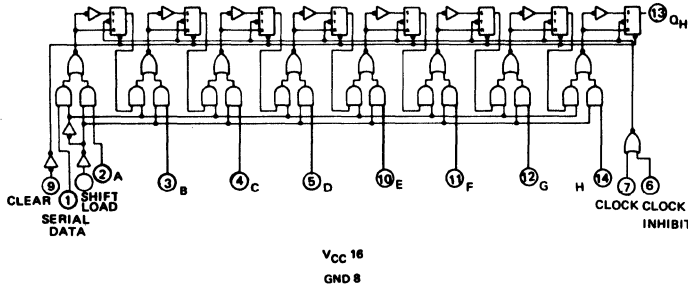 13 QH
2 A
9
1
3 B
4 C
5 D
10 E
11 F
12 G
H 14
7
6
CLEAR
SHIFT
LOAD
SERIAL
DATA
CLOCK
CLOCK
INHIBIT
VCC 16
GND 8